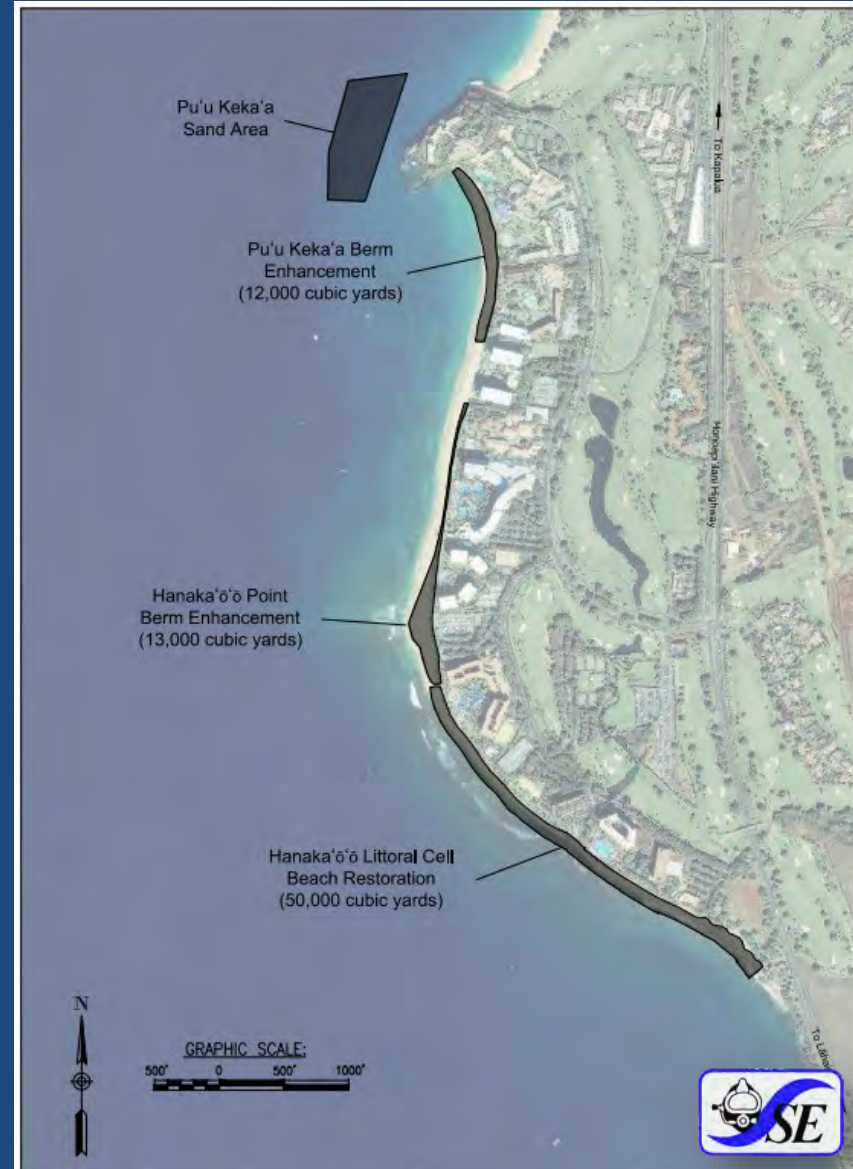 Pu‘u Keka‘a
Sand Area
To Kapalua
Pu‘u Keka‘a Berm
Enhancement
(12,000 cubic yards)
Honoapi‘ilani Highway
Hanaka‘ō‘ō Point
Berm Enhancement
(13,000 cubic yards)
Hanaka‘ō‘ō Littoral Cell
Beach Restoration
(50,000 cubic yards)
N
GRAPHIC SCALE:
500' 0 500' 1000'
To
SE